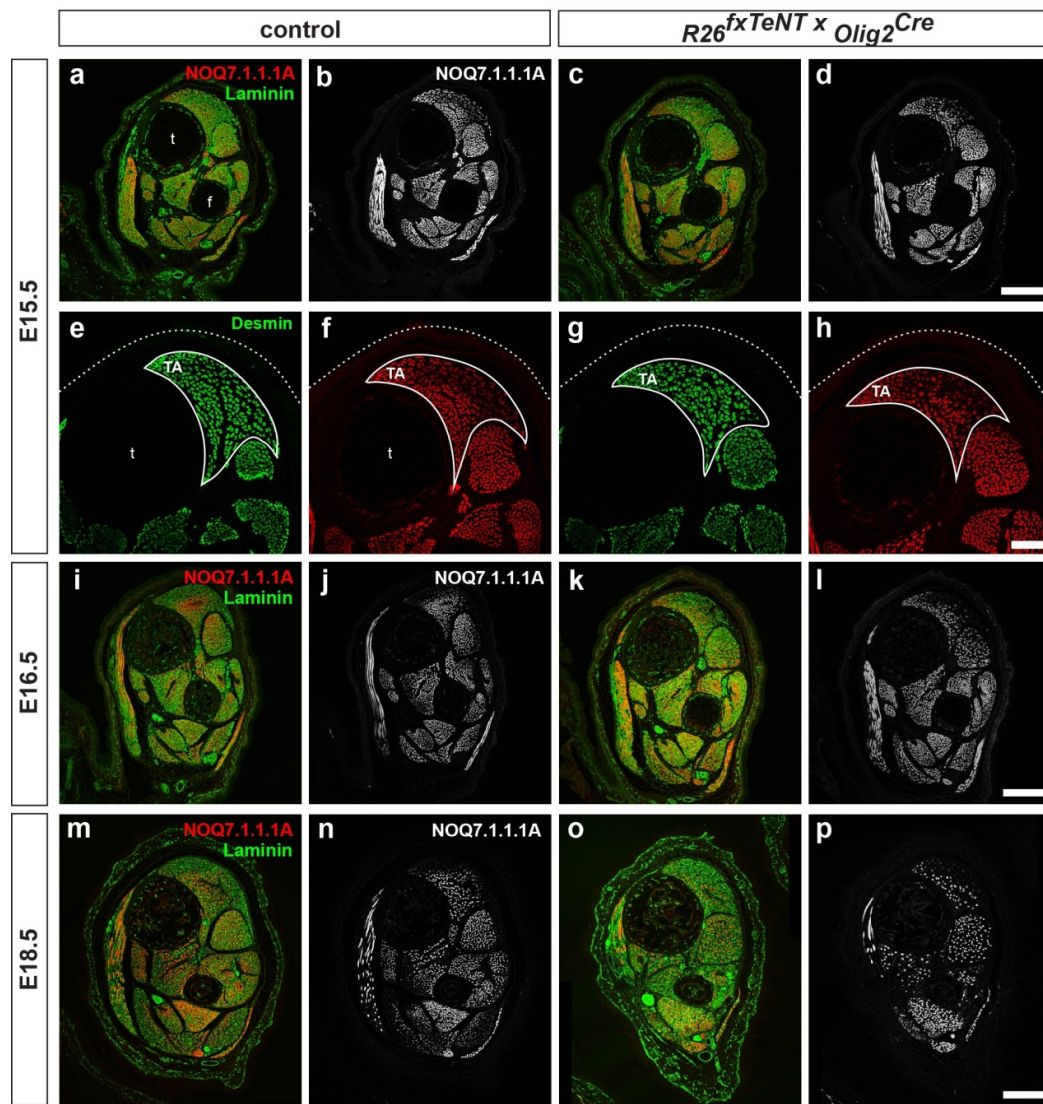 control
R26fxTeNT x Olig2Cre
E15.5
a
NOQ7.1.1.1A
Laminin
t
f
b
NOQ7.1.1.1A
c
d
e
Desmin
TA
t
f
TA
t
g
TA
h
TA
E16.5
i
NOQ7.1.1.1A
Laminin
j
NOQ7.1.1.1A
k
l
E18.5
m
NOQ7.1.1.1A
Laminin
n
NOQ7.1.1.1A
o
p